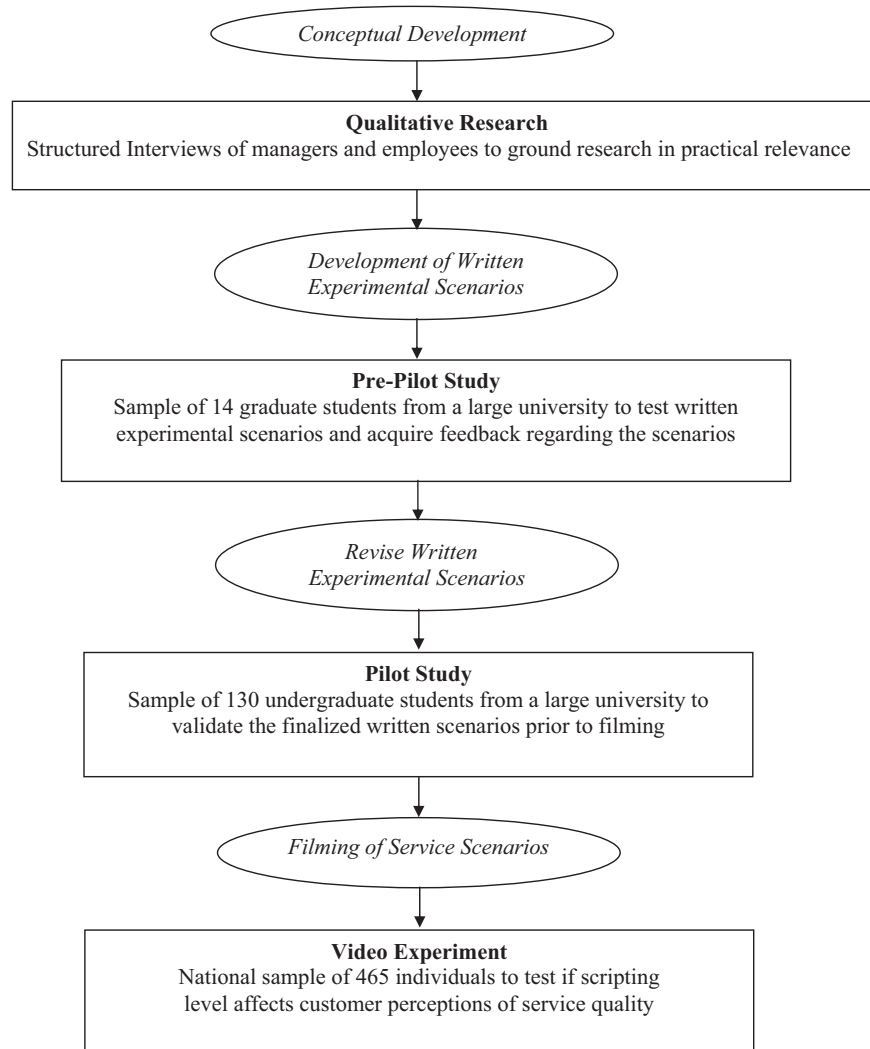 Conceptual Development
Qualitative Research
Structured Interviews of managers and employees to ground research in practical relevance
Development of Written
Experimental Scenarios
Pre-Pilot Study
Sample of 14 graduate students from a large university to test written
experimental scenarios and acquire feedback regarding the scenarios
Revise Written
Experimental Scenarios
Pilot Study
Sample of 130 undergraduate students from a large university to
validate the finalized written scenarios prior to filming
Filming of Service Scenarios
Video Experiment
National sample of 465 individuals to test if scripting
level affects customer perceptions of service quality